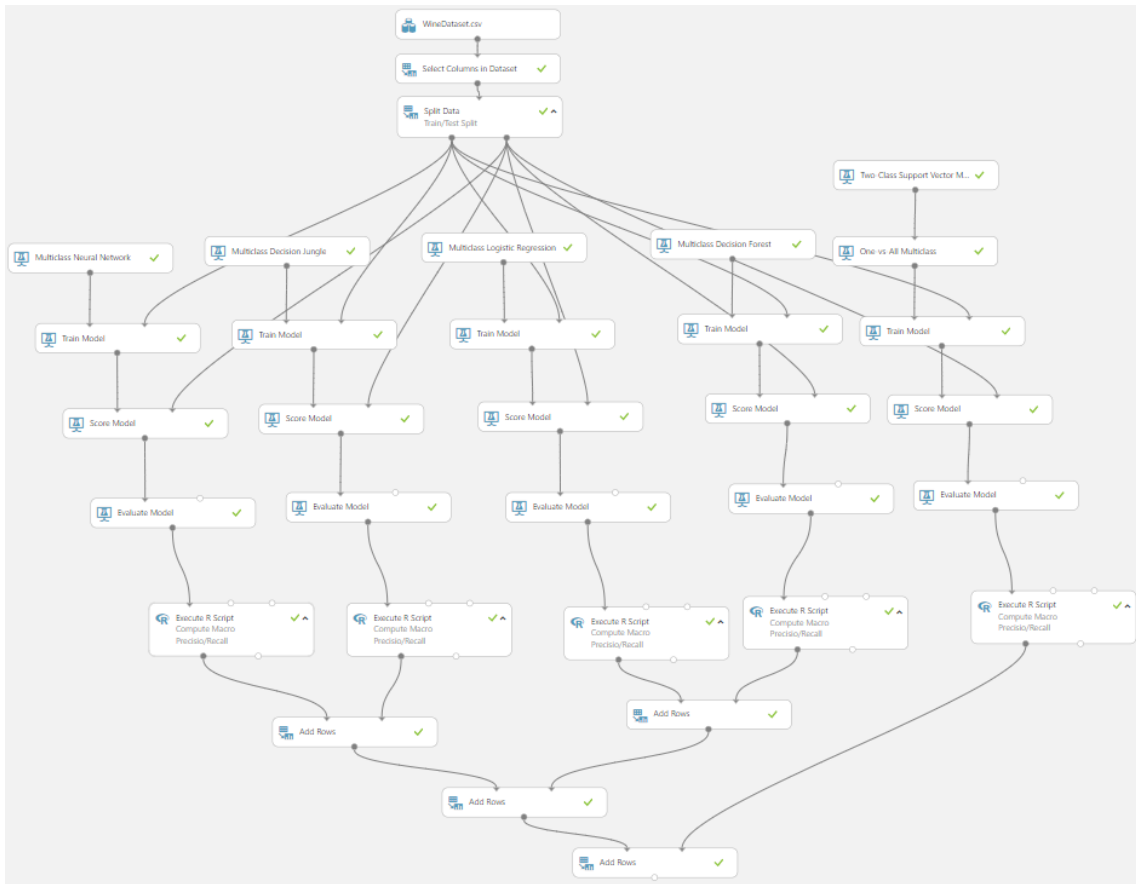 WineDataset.csv
Select Columns in Dataset
Split Data
Train/Test Split
Two-Class Support Vector M...
Multiclass Neural Network
Multiclass Decision Jungle
Multiclass Logistic Regression
Multiclass Decision Forest
One-vs-All Multiclass
Train Model
Train Model
Train Model
Train Model
Train Model
Score Model
Score Model
Score Model
Score Model
Score Model
Evaluate Model
Evaluate Model
Evaluate Model
Evaluate Model
Evaluate Model
Execute R Script
Compute Macro
Precisio/Recall
Execute R Script
Compute Macro
Precisio/Recall
Execute R Script
Compute Macro
Precisio/Recall
Execute R Script
Compute Macro
Precisio/Recall
Execute R Script
Compute Macro
Precisio/Recall
Add Rows
Add Rows
Add Rows
Add Rows